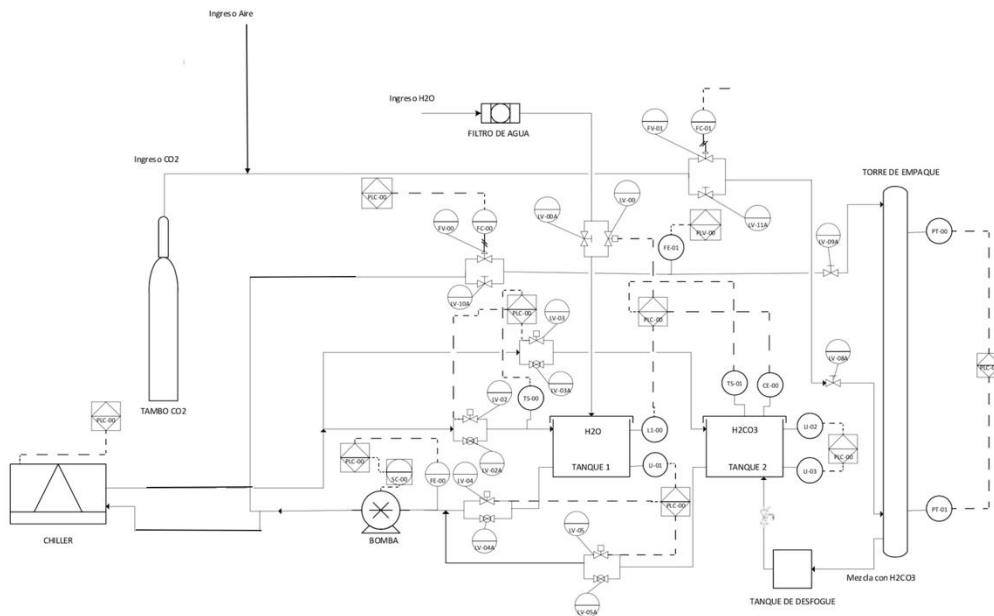 Ingreso Aire
Ingreso H2O
FILTRO DE AGUA
FV-01
FC-01
Ingreso CO2
TORRE DE EMPAQUE
PLC-00
FV-00
FC-00
LV-00A
LV-00
PLV-00
LV-11A
FE-01
LV-09A
PT-00
LV-10A
PLC-00
LV-03
PLC-00
LV-03A
LV-08A
TAMBO CO2
PLC-00
LV-02
TS-00
TS-01
CE-00
H2O
L1-00
H2CO3
LI-02
LV-02A
PLC-00
SC-00
FE-00
LV-04
TANQUE 1
LI-01
TANQUE 2
LI-03
PLC-00
PLC-00
LV-04A
LV-05
PT-01
CHILLER
BOMBA
LV-05A
TANQUE DE DESFOGUE
Mezcla con H2CO3